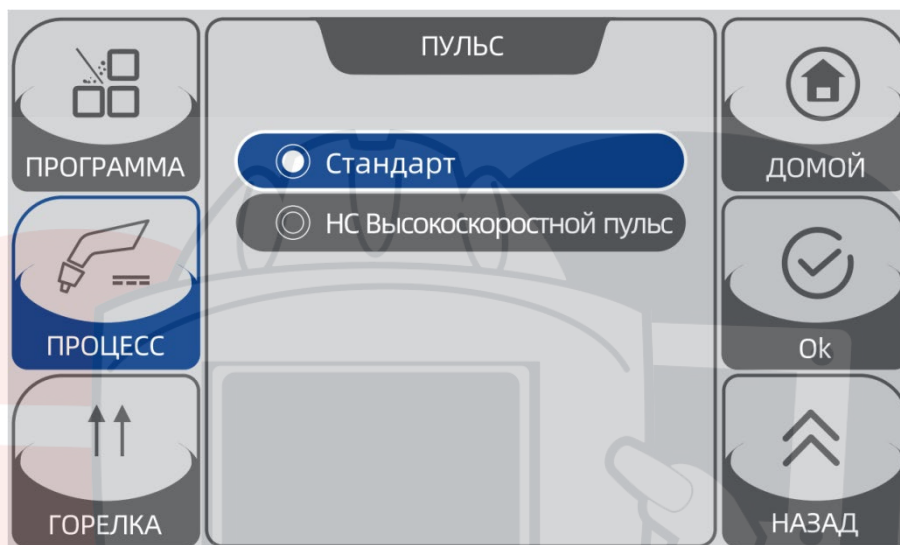 ПУЛЬС
ПРОГРАММА
ПРОЦЕСС
ГОРЕЛКА
Стандарт
НС Высокоскоростной пульс
ДОМОЙ
Ok
НАЗАД